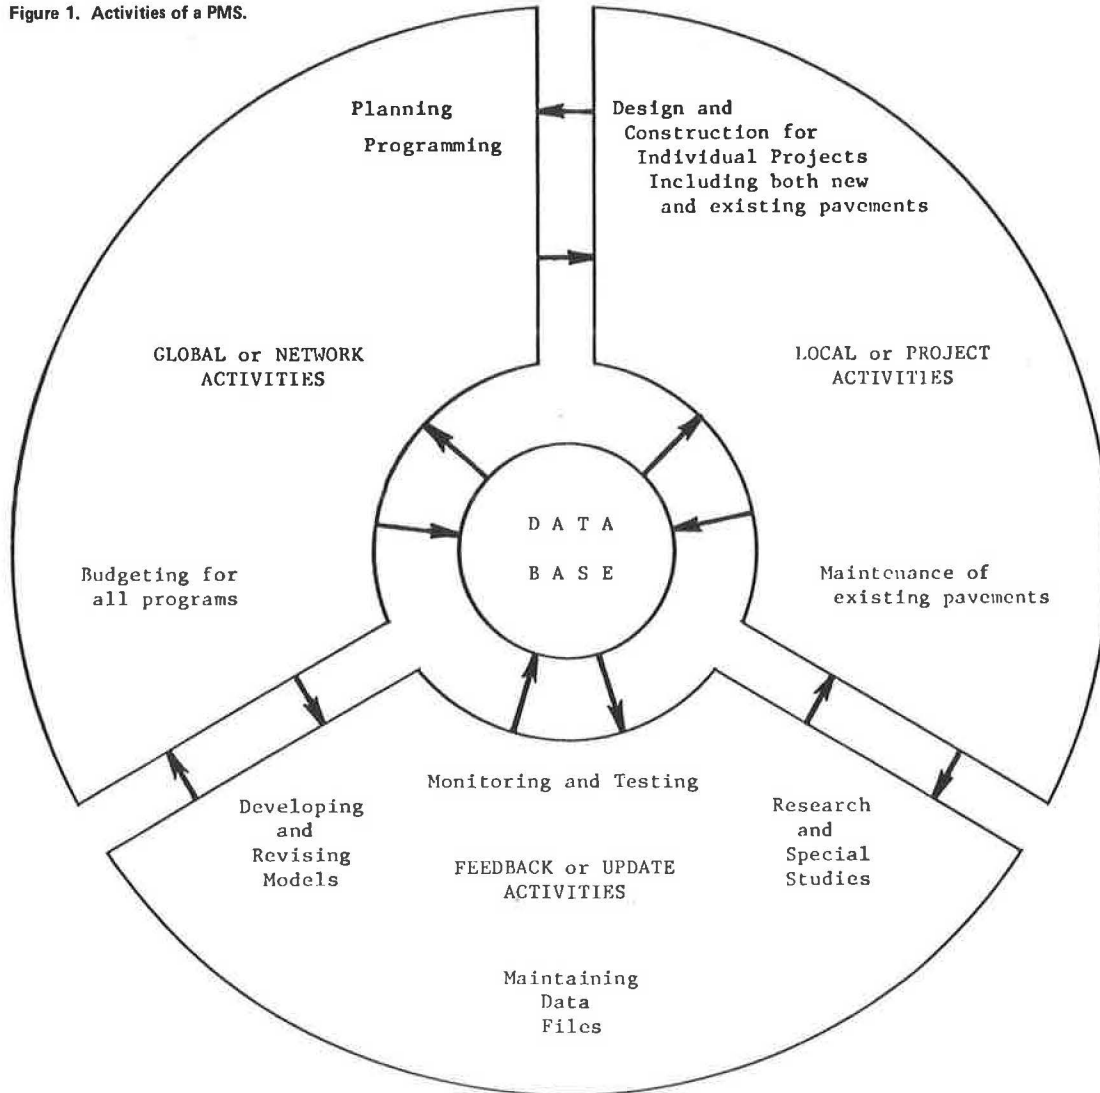 Figure 1. Activities of a PMS.
Planning
Programming
Design and
Construction for
Individual Projects
Including both new
and existing pavements
GLOBAL or NETWORK
ACTIVITIES
LOCAL or PROJECT
ACTIVITIES
DATA
BASE
Budgeting for
all programs
Maintenance of
existing pavements
Monitoring and Testing
Developing
and
Revising
Models
FEEDBACK or UPDATE
ACTIVITIES
Research
and
Special
Studies
Maintaining
Data
Files